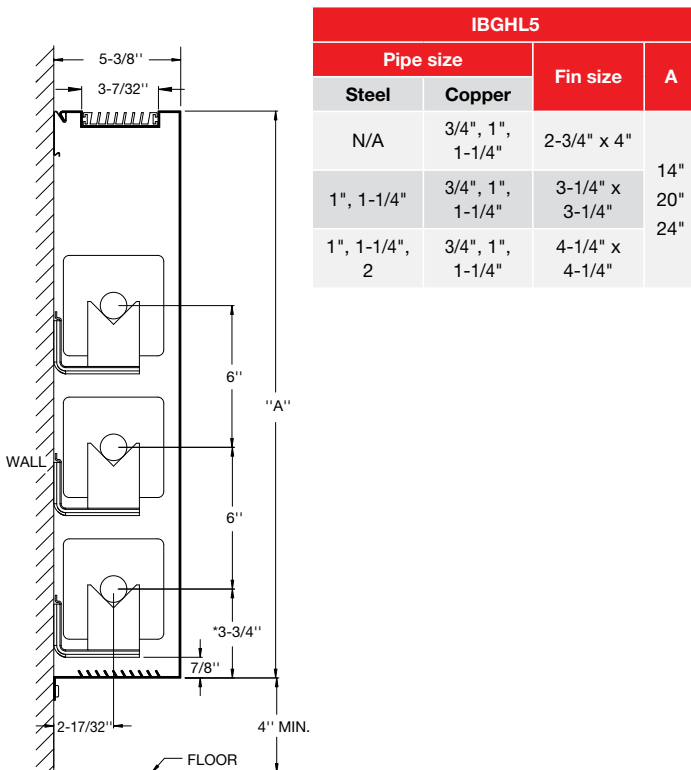 5-3/8''
3-7/32''
6''
''A''
WALL
6''
*3-3/4''
7/8''
2-17/32''
4'' MIN.
FLOOR
IBGHL5
Pipe size
Fin size
A
Steel
Copper
N/A
3/4", 1",
1-1/4"
2-3/4" x 4"
1", 1-1/4"
3/4", 1",
1-1/4"
3-1/4" x
3-1/4"
1", 1-1/4",
2
3/4", 1",
1-1/4"
4-1/4" x
4-1/4"
14"
20"
24"